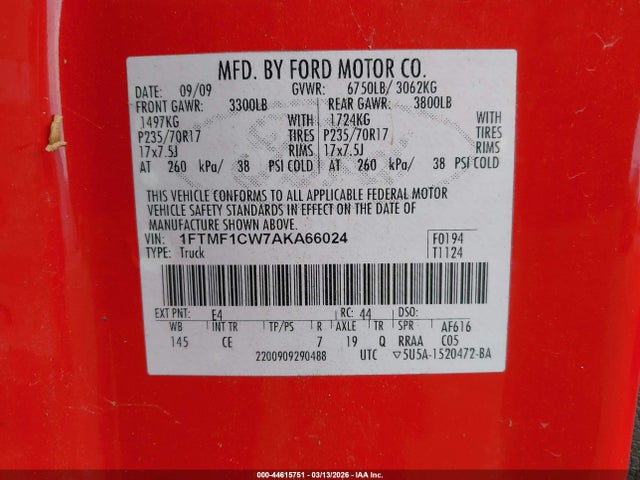 MFD. BY FORD MOTOR CO.
DATE: 09/09 GVWR: 6750LB/ 3062KG
FRONT GAWR: 3300LB REAR GAWR: 3800LB
1497KG WITH 1724KG WITH
P235/70R17 TIRES P235/70R17 TIRES
17x7.5J RIMS 17x7.5J RIMS
AT 260 kPa/ 38 PSI COLD AT 260 kPa/ 38 PSI COLD
THIS VEHICLE CONFORMS TO ALL APPLICABLE FEDERAL MOTOR
VEHICLE SAFETY STANDARDS IN EFFECT ON THE DATE OF
MANUFACTURE SHOWN ABOVE.
VIN: 1FTMF1CW7AKA66024 F0194
TYPE: Truck T1124
EXT PNT: E4 RC: 44 DSO:
WB INT TR TP/PS R AXLE TR SPR AF616
145 CE 7 19 Q RRAA C05
2200909290488 UTC ▽5U5A-1520472-BA
000-44615751 | 03/13/2026 | IAA Inc.